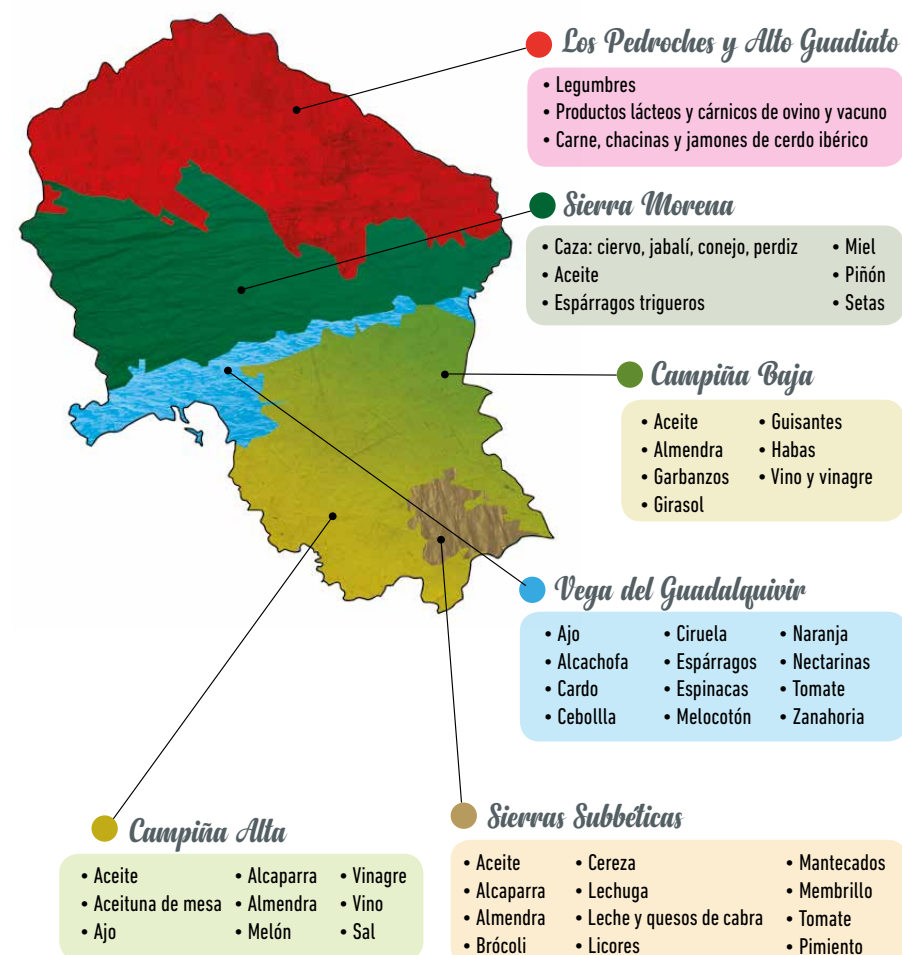 Los Pedroches y Alto Guadiato
• Legumbres
• Productos lácteos y cárnicos de ovino y vacuno
• Carne, chacinas y jamones de cerdo ibérico
Sierra Morena
• Caza: ciervo, jabalí, conejo, perdiz
• Aceite
• Espárragos trigueros
• Miel
• Piñón
• Setas
Campiña Baja
• Aceite
• Almendra
• Garbanzos
• Girasol
• Guisantes
• Habas
• Vino y vinagre
Vega del Guadalquivir
• Ajo
• Alcachofa
• Cardo
• Cebollla
• Ciruela
• Espárragos
• Espinacas
• Melocotón
• Naranja
• Nectarinas
• Tomate
• Zanahoria
Campiña Alta
• Aceite
• Aceituna de mesa
• Ajo
• Alcaparra
• Almendra
• Melón
• Vinagre
• Vino
• Sal
Sierras Subbéticas
• Aceite
• Alcaparra
• Almendra
• Brócoli
• Cereza
• Lechuga
• Leche y quesos de cabra
• Licores
• Mantecados
• Membrillo
• Tomate
• Pimiento